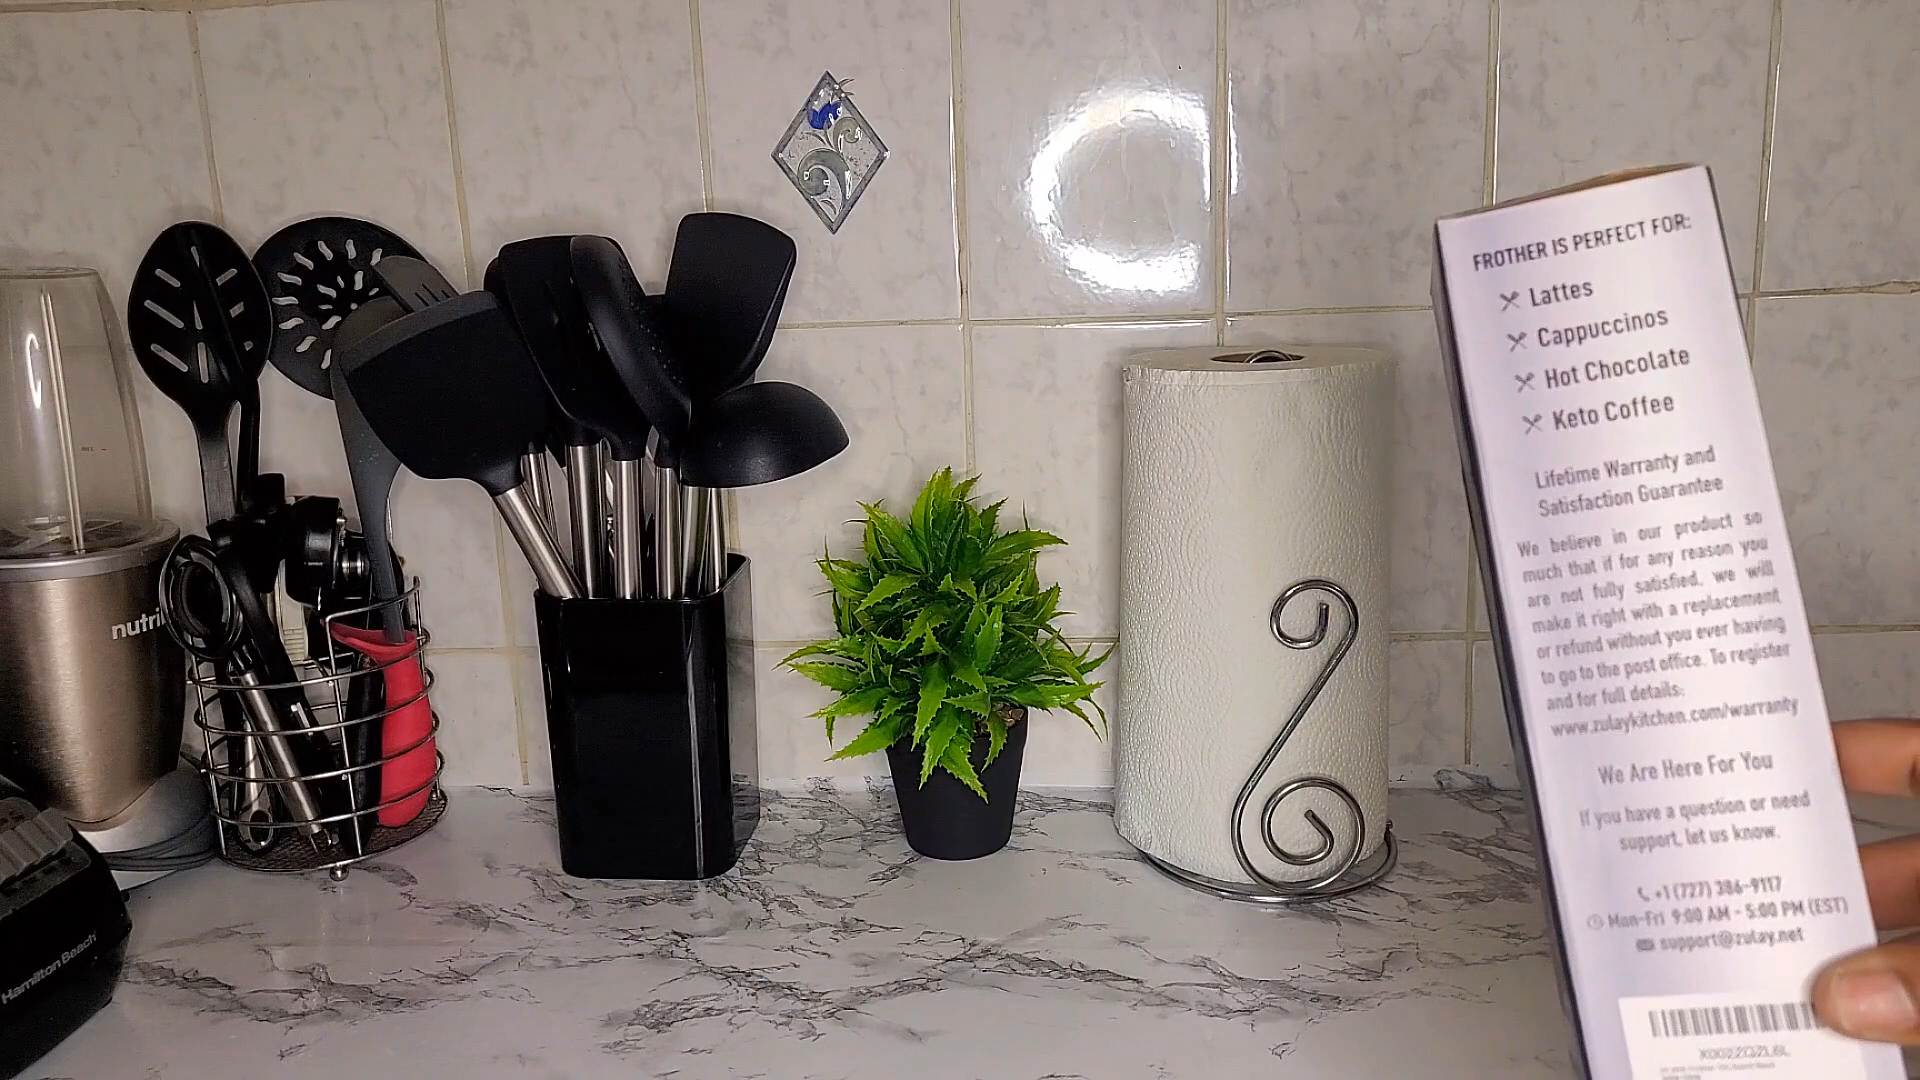 nutri
Hamilton Beach
FROTHER IS PERFECT FOR:
Lattes
Cappuccinos
Hot Chocolate
Keto Coffee
Lifetime Warranty and
Satisfaction Guarantee
We believe in our product so
much that if for any reason you
are not fully satisfied, we will
make it right with a replacement
or refund without you ever having
to go to the post office. To register
and for full details:
www.zulaykitchen.com/warranty
We Are Here For You
If you have a question or need
support, let us know.
+1 (727) 386-9117
Mon-Fri 9:00 AM - 5:00 PM (EST)
support@zulay.net